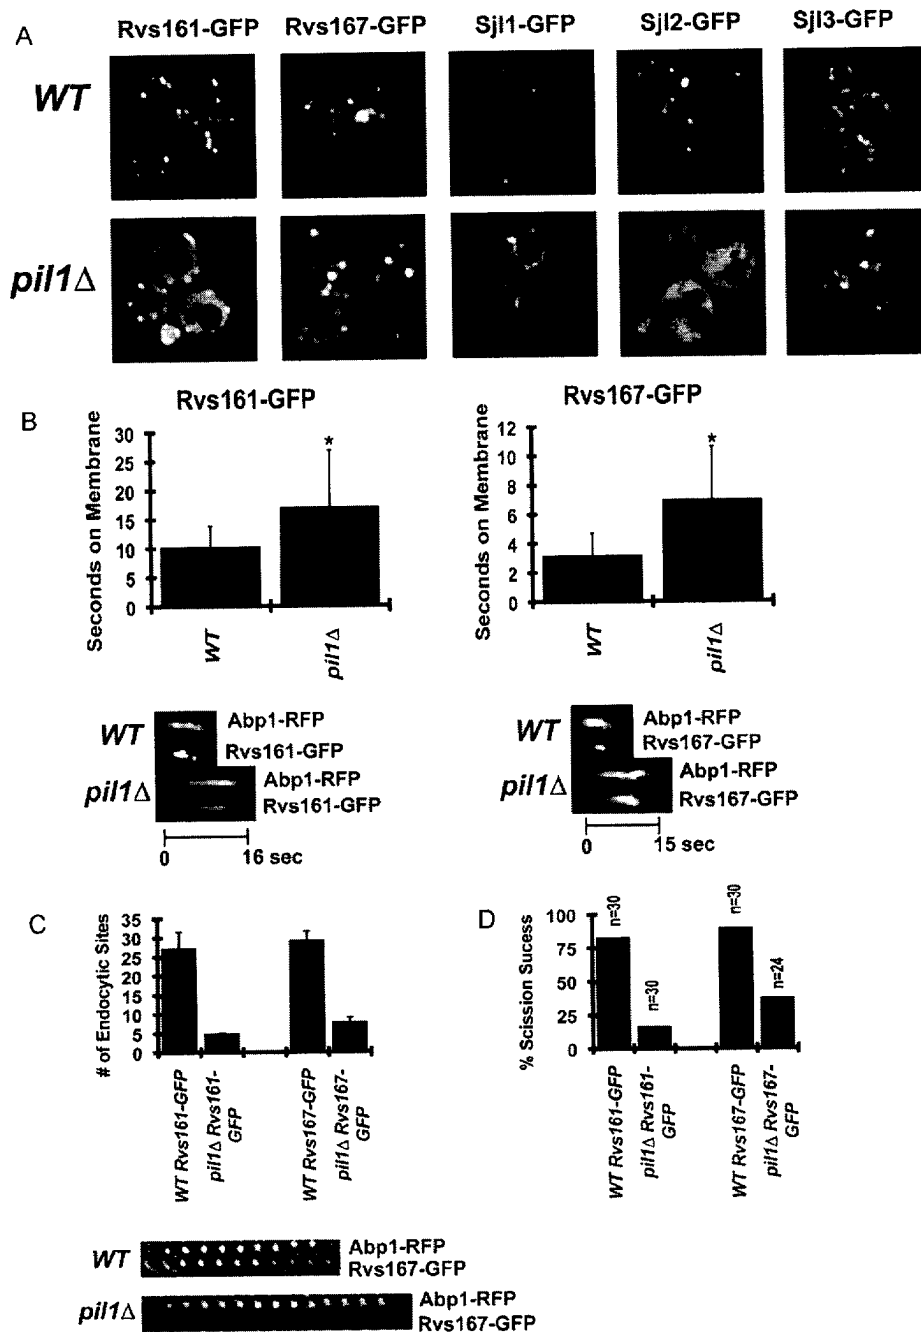 A
Rvs161-GFP Rvs167-GFP Sjl1-GFP Sjl2-GFP Sjl3-GFP
WT
pil1Δ
B
Rvs161-GFP
Seconds on Membrane
30
25
20
15
10
5
0
*
WT
pil1Δ
Rvs167-GFP
Seconds on Membrane
12
10
8
6
4
2
0
*
WT
pil1Δ
WT
Abp1-RFP
Rvs161-GFP
pil1Δ
Abp1-RFP
Rvs161-GFP
0 16 sec
WT
Abp1-RFP
Rvs167-GFP
pil1Δ
Abp1-RFP
Rvs167-GFP
0 15 sec
C
# of Endocytic Sites
35
30
25
20
15
10
5
0
WT Rvs161-GFP
pil1Δ Rvs161-
GFP
WT Rvs167-GFP
pil1Δ Rvs167-
GFP
D
% Scission Sucess
100
75
50
25
0
n=30
n=30
n=30
n=24
WT Rvs161-GFP
pil1Δ Rvs161-
GFP
WT Rvs167-GFP
pil1Δ Rvs167-
GFP
WT
Abp1-RFP
Rvs167-GFP
pil1Δ
Abp1-RFP
Rvs167-GFP